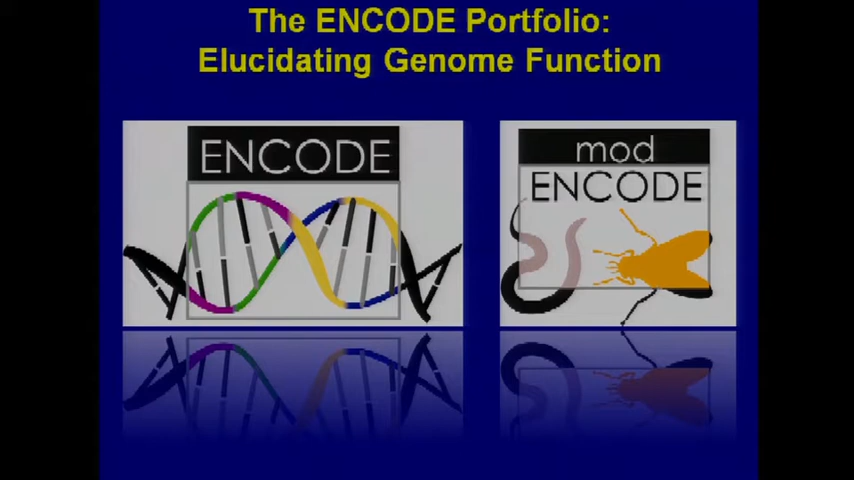 The ENCODE Portfolio:
Elucidating Genome Function
ENCODE
mod
ENCODE